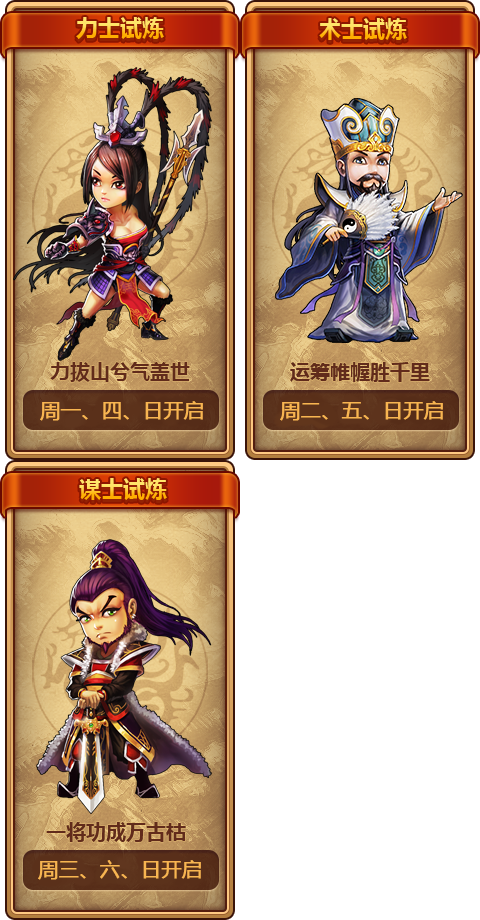 力士试炼
力拔山兮气盖世
周一、四、日开启
术士试炼
运筹帷幄胜千里
周二、五、日开启
谋士试炼
一将功成万古枯
周三、六、日开启